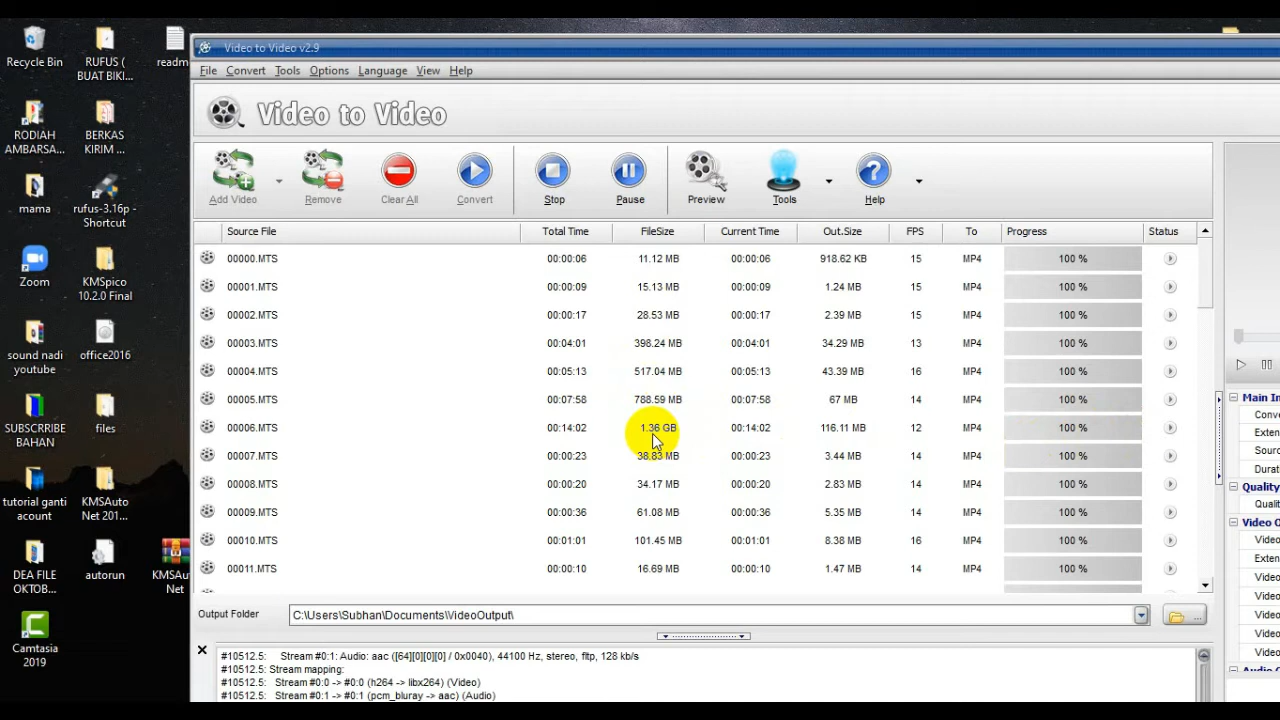 Recycle Bin
RUFUS (
BUAT BIKI...
readm
RODIAH
AMBARSA...
BERKAS
KIRIM ...
mama
rufus-3.16p -
Shortcut
Zoom
KMSpico
10.2.0 Final
sound nadi
youtube
office2016
SUBSCRRIBE
BAHAN
files
tutorial ganti
acount
KMSAuto
Net 201...
DEA FILE
OKTOB...
autorun
KMSAu
Net
Camtasia
2019
Video to Video v2.9
File Convert Tools Options Language View Help
Video to Video
Add Video Remove Clear All Convert Stop Pause Preview Tools Help
Source File Total Time FileSize Current Time Out.Size FPS To Progress Status
00000.MTS 00:00:06 11.12 MB 00:00:06 918.62 KB 15 MP4 100 %
00001.MTS 00:00:09 15.13 MB 00:00:09 1.24 MB 15 MP4 100 %
00002.MTS 00:00:17 28.53 MB 00:00:17 2.39 MB 15 MP4 100 %
00003.MTS 00:04:01 398.24 MB 00:04:01 34.29 MB 13 MP4 100 %
00004.MTS 00:05:13 517.04 MB 00:05:13 43.39 MB 16 MP4 100 %
00005.MTS 00:07:58 788.59 MB 00:07:58 67 MB 14 MP4 100 %
00006.MTS 00:14:02 1.36 GB 00:14:02 116.11 MB 12 MP4 100 %
00007.MTS 00:00:23 38.83 MB 00:00:23 3.44 MB 14 MP4 100 %
00008.MTS 00:00:20 34.17 MB 00:00:20 2.83 MB 14 MP4 100 %
00009.MTS 00:00:36 61.08 MB 00:00:36 5.35 MB 14 MP4 100 %
00010.MTS 00:01:01 101.45 MB 00:01:01 8.38 MB 16 MP4 100 %
00011.MTS 00:00:10 16.69 MB 00:00:10 1.47 MB 14 MP4 100 %
Output Folder C:\Users\Subhan\Documents\VideoOutput\ ...
#10512.5: Stream #0:1: Audio: aac ([64][0][0][0] / 0x0040), 44100 Hz, stereo, fltp, 128 kb/s
#10512.5: Stream mapping:
#10512.5: Stream #0:0 -> #0:0 (h264 -> libx264) (Video)
#10512.5: Stream #0:1 -> #0:1 (pcm_bluray -> aac) (Audio)
Main In
Conve
Exten
Sourc
Durati
Quality
Qualit
Video O
Video
Exten
Video
Video
Video
Video
Audio O